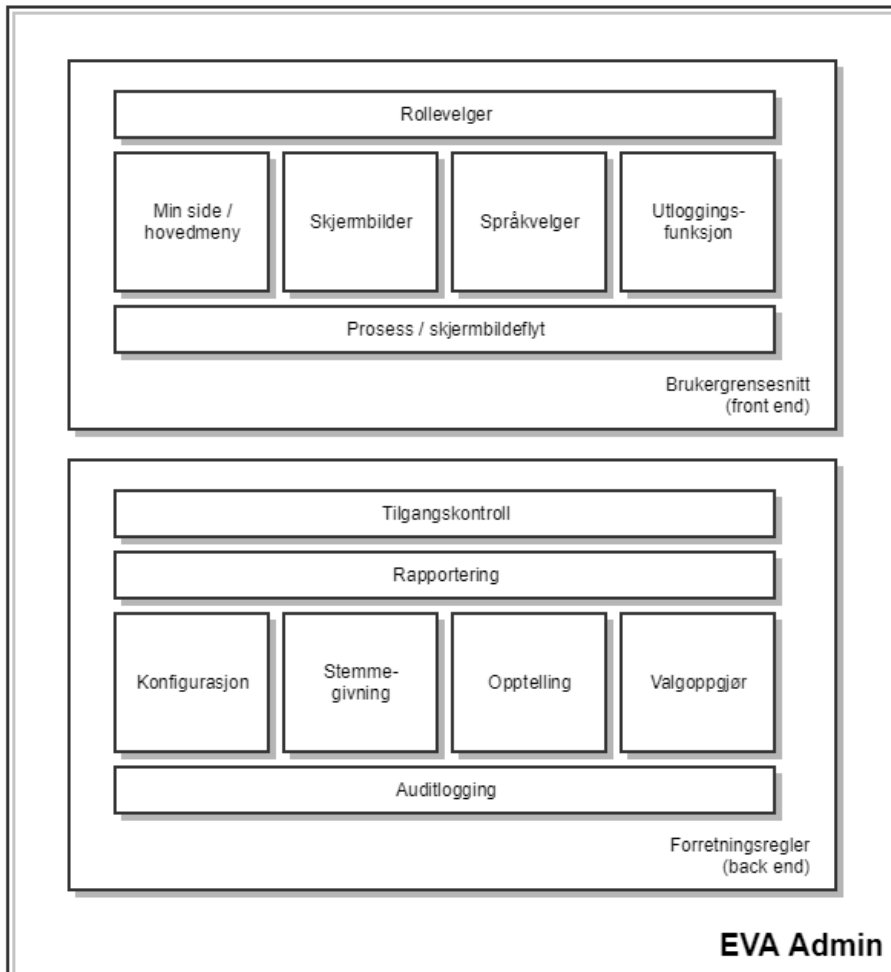 Rollevelger
Min side /
hovedmeny
Skjermbilder
Språkvelger
Utloggings-
funksjon
Prosess / skjermbildeflyt
Brukergrensesnitt
(front end)
Tilgangskontroll
Rapportering
Konfigurasjon
Stemme-
givning
Opptelling
Valgoppgjør
Auditlogging
Forretningsregler
(back end)
EVA Admin